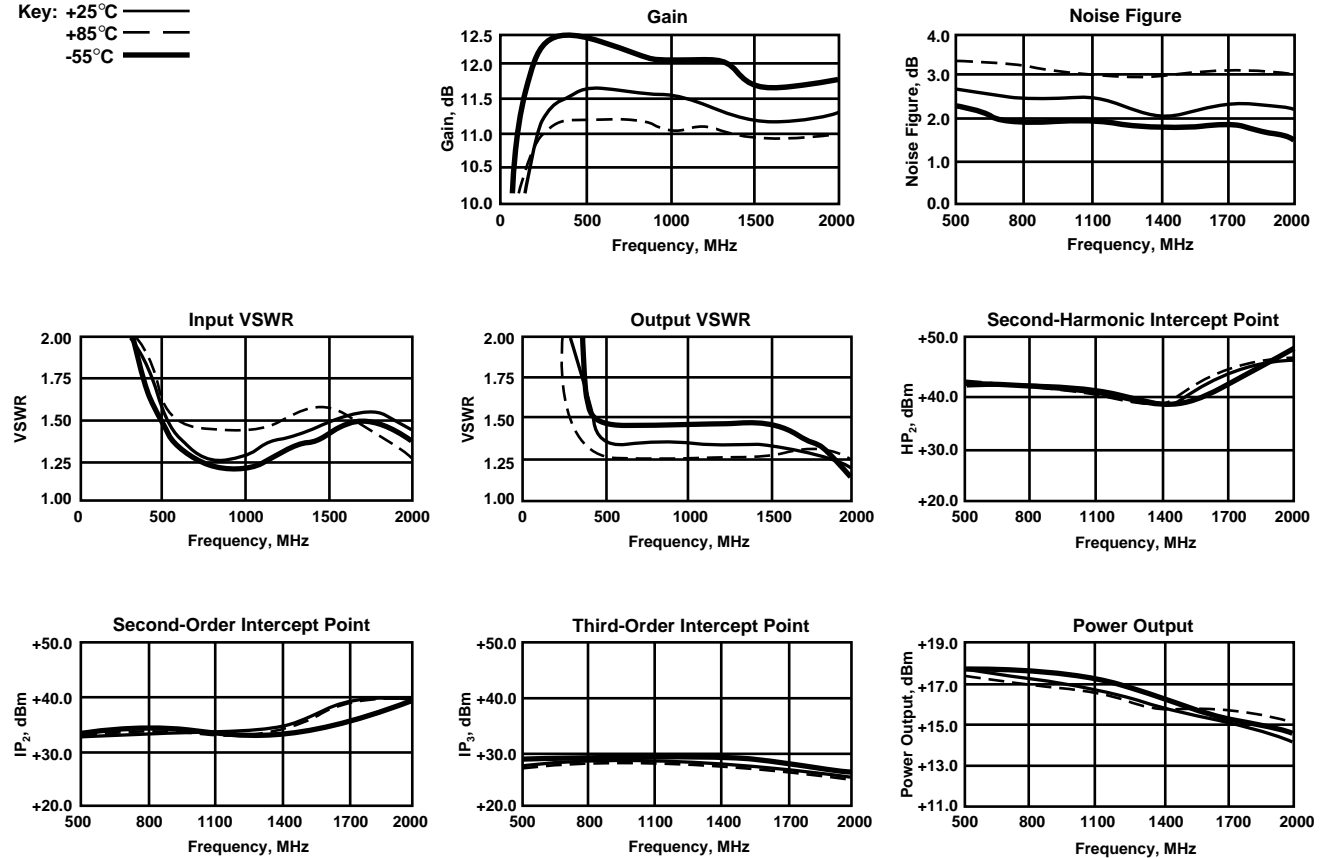 Key: +25°C
+85°C
-55°C
Gain
Gain, dB
12.5
12.0
11.5
11.0
10.5
10.0
0 500 1000 1500 2000
Frequency, MHz
Noise Figure
Noise Figure, dB
4.0
3.0
2.0
1.0
0.0
500 800 1100 1400 1700 2000
Frequency, MHz
Input VSWR
VSWR
2.00
1.75
1.50
1.25
1.00
0 500 1000 1500 2000
Frequency, MHz
Output VSWR
VSWR
2.00
1.75
1.50
1.25
1.00
0 500 1000 1500 2000
Frequency, MHz
Second-Harmonic Intercept Point
HP₂, dBm
+50.0
+40.0
+30.0
+20.0
500 800 1100 1400 1700 2000
Frequency, MHz
Second-Order Intercept Point
IP₂, dBm
+50.0
+40.0
+30.0
+20.0
500 800 1100 1400 1700 2000
Frequency, MHz
Third-Order Intercept Point
IP₃, dBm
+50.0
+40.0
+30.0
+20.0
500 800 1100 1400 1700 2000
Frequency, MHz
Power Output
Power Output, dBm
+19.0
+17.0
+15.0
+13.0
+11.0
500 800 1100 1400 1700 2000
Frequency, MHz